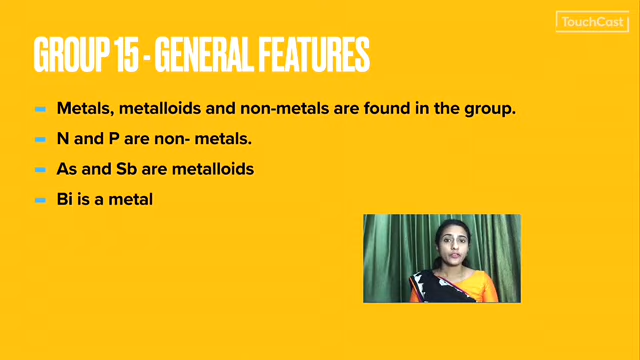 TouchCast
GROUP 15 - GENERAL FEATURES
Metals, metalloids and non-metals are found in the group.
N and P are non- metals.
As and Sb are metalloids
Bi is a metal